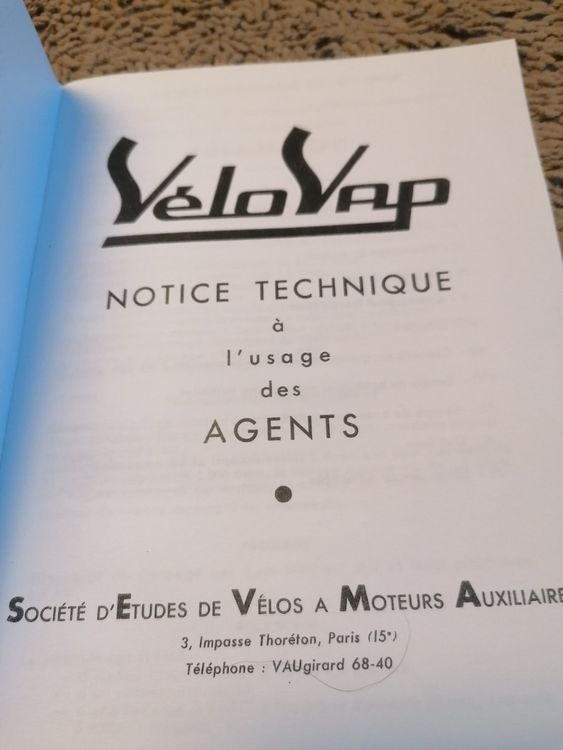 VéloVap
NOTICE TECHNIQUE
à
l'usage
des
AGENTS
SOCIÉTÉ D'ETUDES DE VÉLOS A MOTEURS AUXILIAIRE
3, Impasse Thoréton, Paris (15e)
Téléphone : VAUgirard 68-40